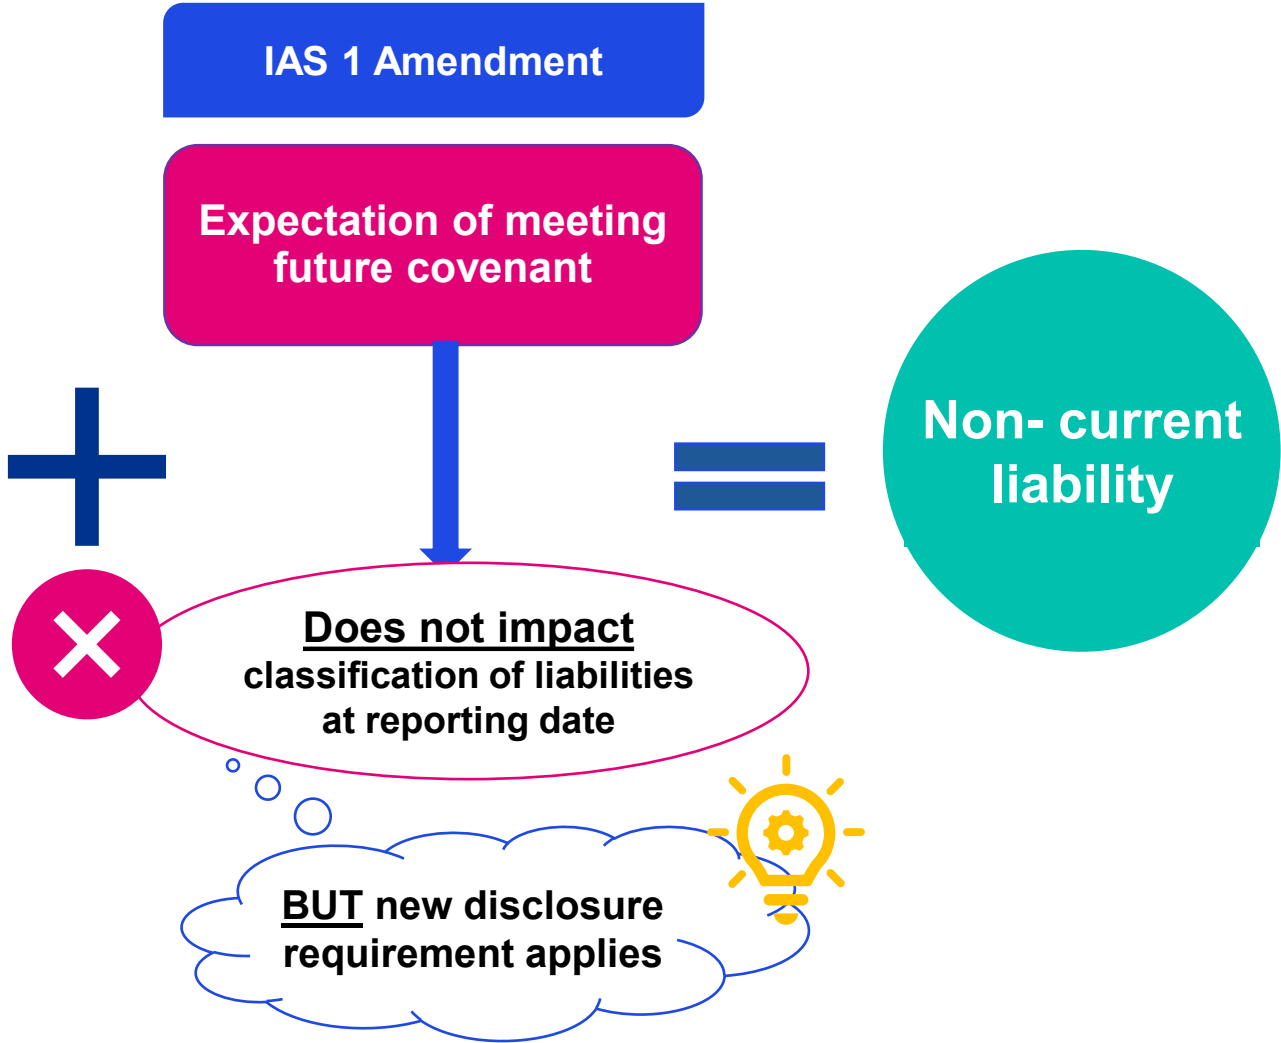 IAS 1 Amendment
Expectation of meeting
future covenant
Non- current
liability
Does not impact
classification of liabilities
at reporting date
BUT new disclosure
requirement applies